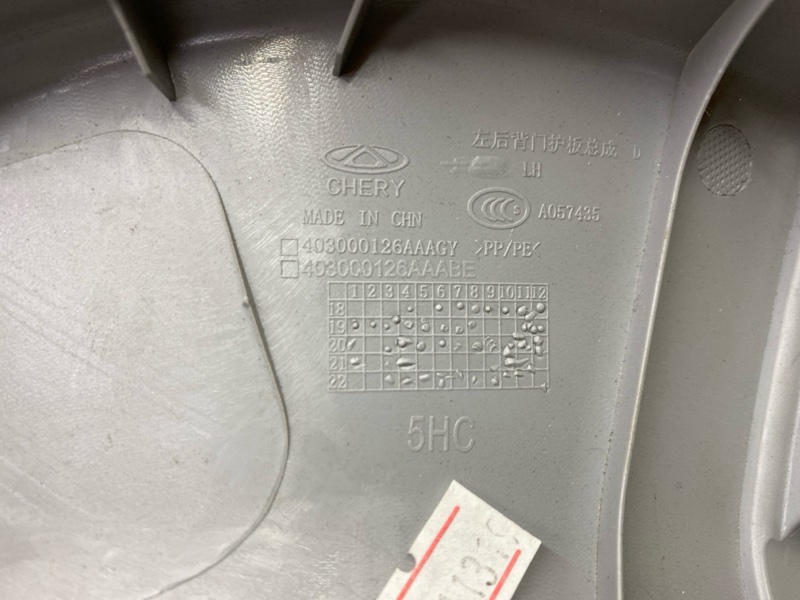 左后背门护板总成 D
LH
CHERY
MADE IN CHN
CCC S A057435
403000126AAAGY >PP/PE<
403000126AAABE
1 2 3 4 5 6 7 8 9 10 11 12
18
19
20
21
22
5HC